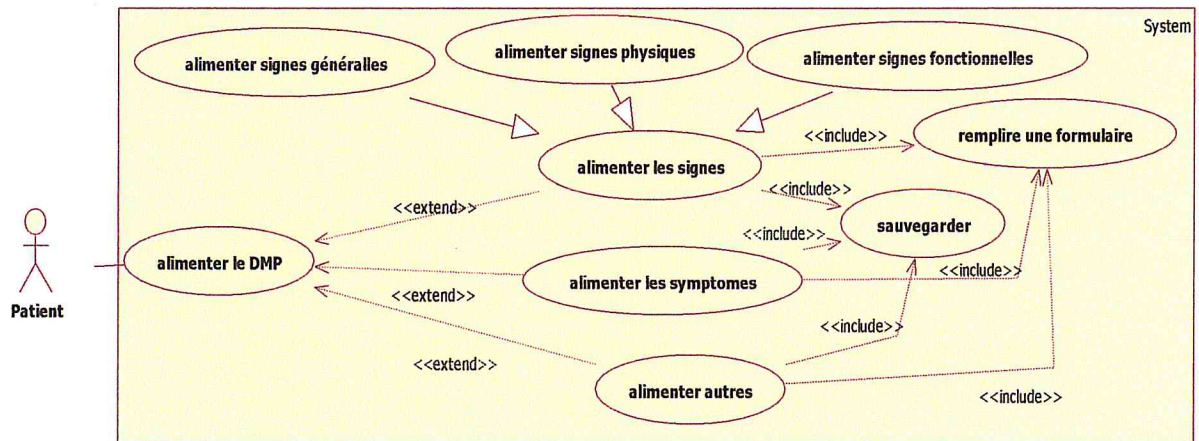 System
alimenter signes généralles
alimenter signes physiques
alimenter signes fonctionnelles
<<include>>
remplire une formulaire
alimenter les signes
<<include>>
<<extend>>
sauvegarder
<<include>>
alimenter le DMP
<<include>>
alimenter les symptomes
<<extend>>
Patient
<<include>>
<<extend>>
alimenter autres
<<include>>